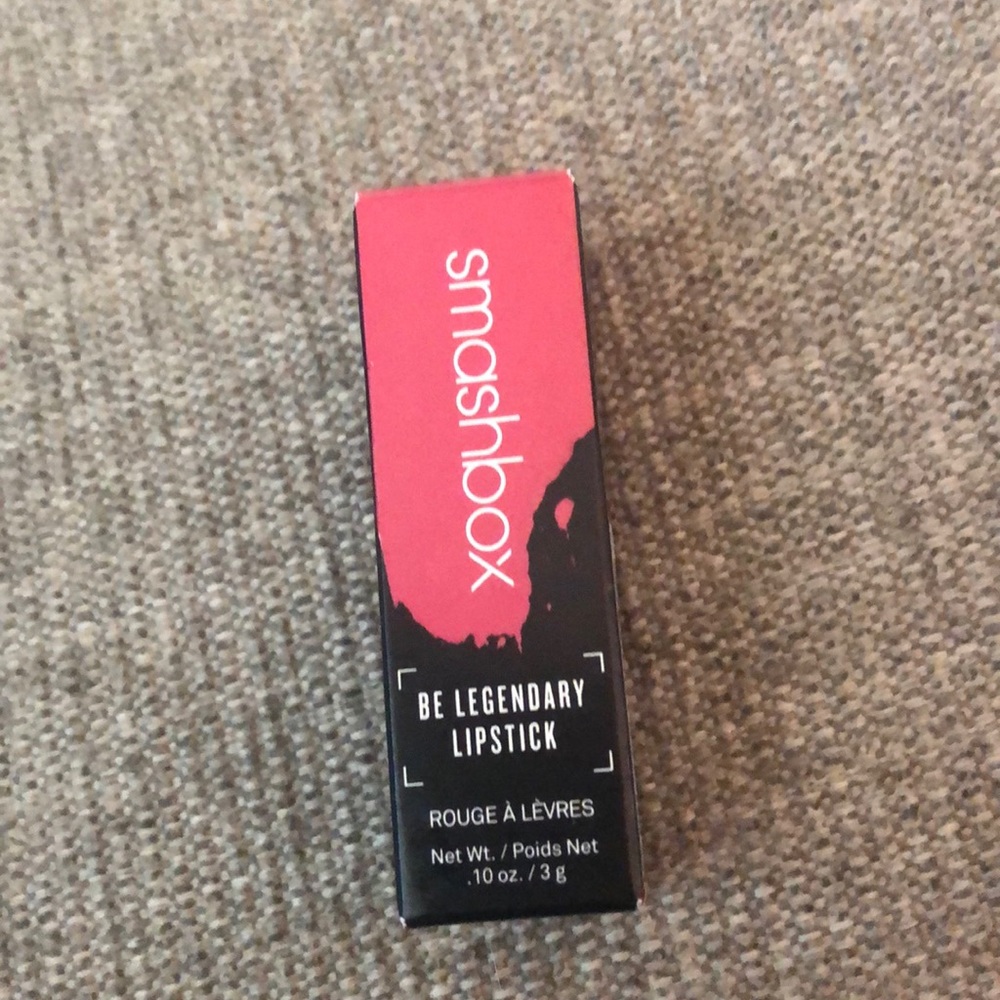 smashbox
BE LEGENDARY
LIPSTICK
ROUGE À LÈVRES
Net Wt. / Poids Net
.10 oz. / 3 g